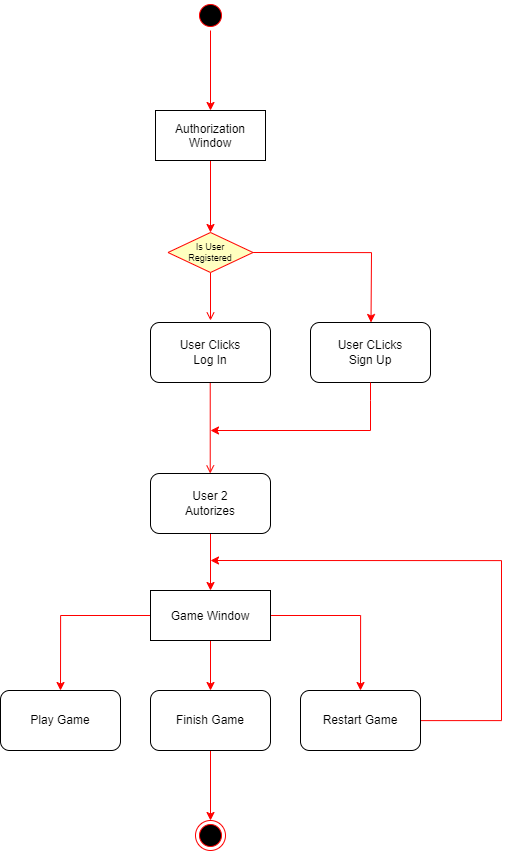 Authorization
Window
Is User
Registered
User Clicks
Log In
User CLicks
Sign Up
User 2
Autorizes
Game Window
Play Game
Finish Game
Restart Game